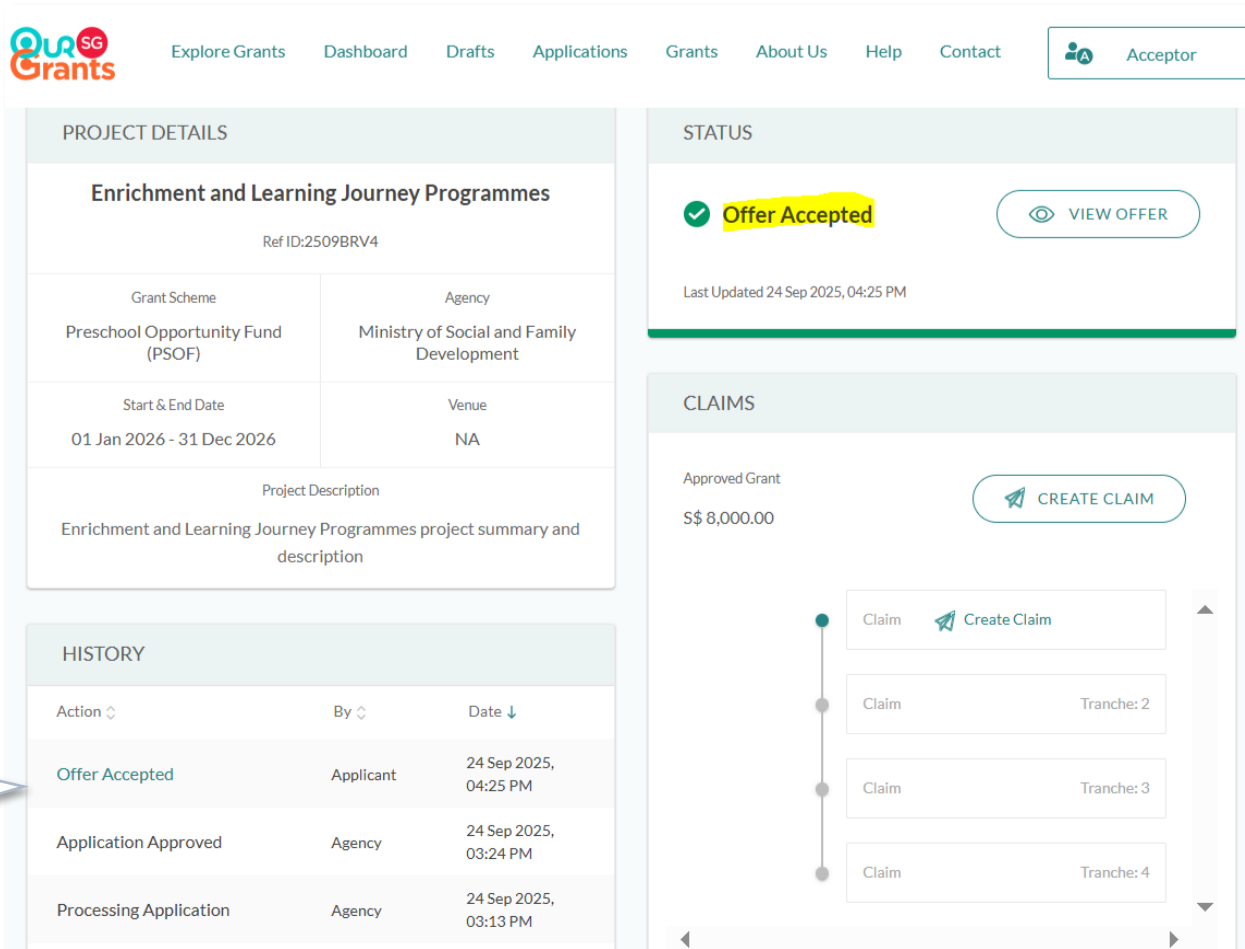 OUR SG
Grants
Explore Grants
Dashboard
Drafts
Applications
Grants
About Us
Help
Contact
Acceptor
PROJECT DETAILS
Enrichment and Learning Journey Programmes
Ref ID:2509BRV4
Grant Scheme
Preschool Opportunity Fund
(PSOF)
Agency
Ministry of Social and Family
Development
Start & End Date
01 Jan 2026 - 31 Dec 2026
Venue
NA
Project Description
Enrichment and Learning Journey Programmes project summary and
description
HISTORY
Action By Date
Offer Accepted Applicant 24 Sep 2025,
04:25 PM
Application Approved Agency 24 Sep 2025,
03:24 PM
Processing Application Agency 24 Sep 2025,
03:13 PM
STATUS
Offer Accepted
VIEW OFFER
Last Updated 24 Sep 2025, 04:25 PM
CLAIMS
Approved Grant
S$ 8,000.00
CREATE CLAIM
Claim Create Claim
Claim Tranche: 2
Claim Tranche: 3
Claim Tranche: 4